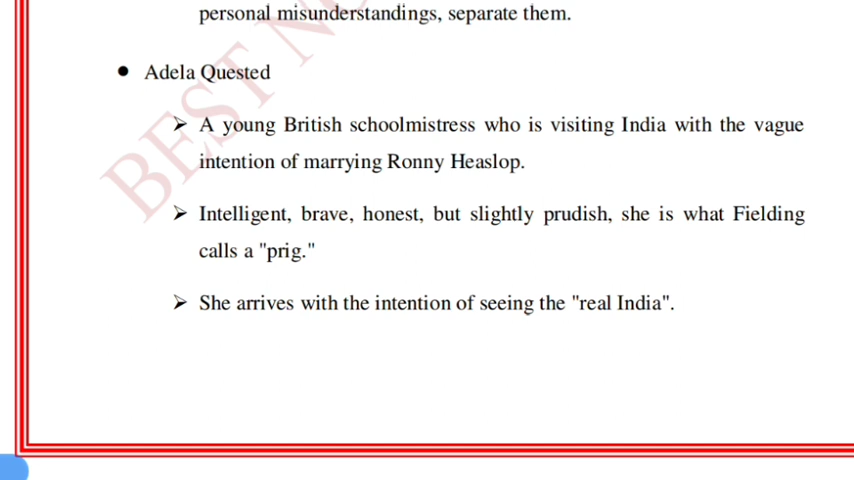 personal misunderstandings, separate them.
● Adela Quested
➢ A young British schoolmistress who is visiting India with the vague
intention of marrying Ronny Heaslop.
➢ Intelligent, brave, honest, but slightly prudish, she is what Fielding
calls a "prig."
➢ She arrives with the intention of seeing the "real India".
BEST